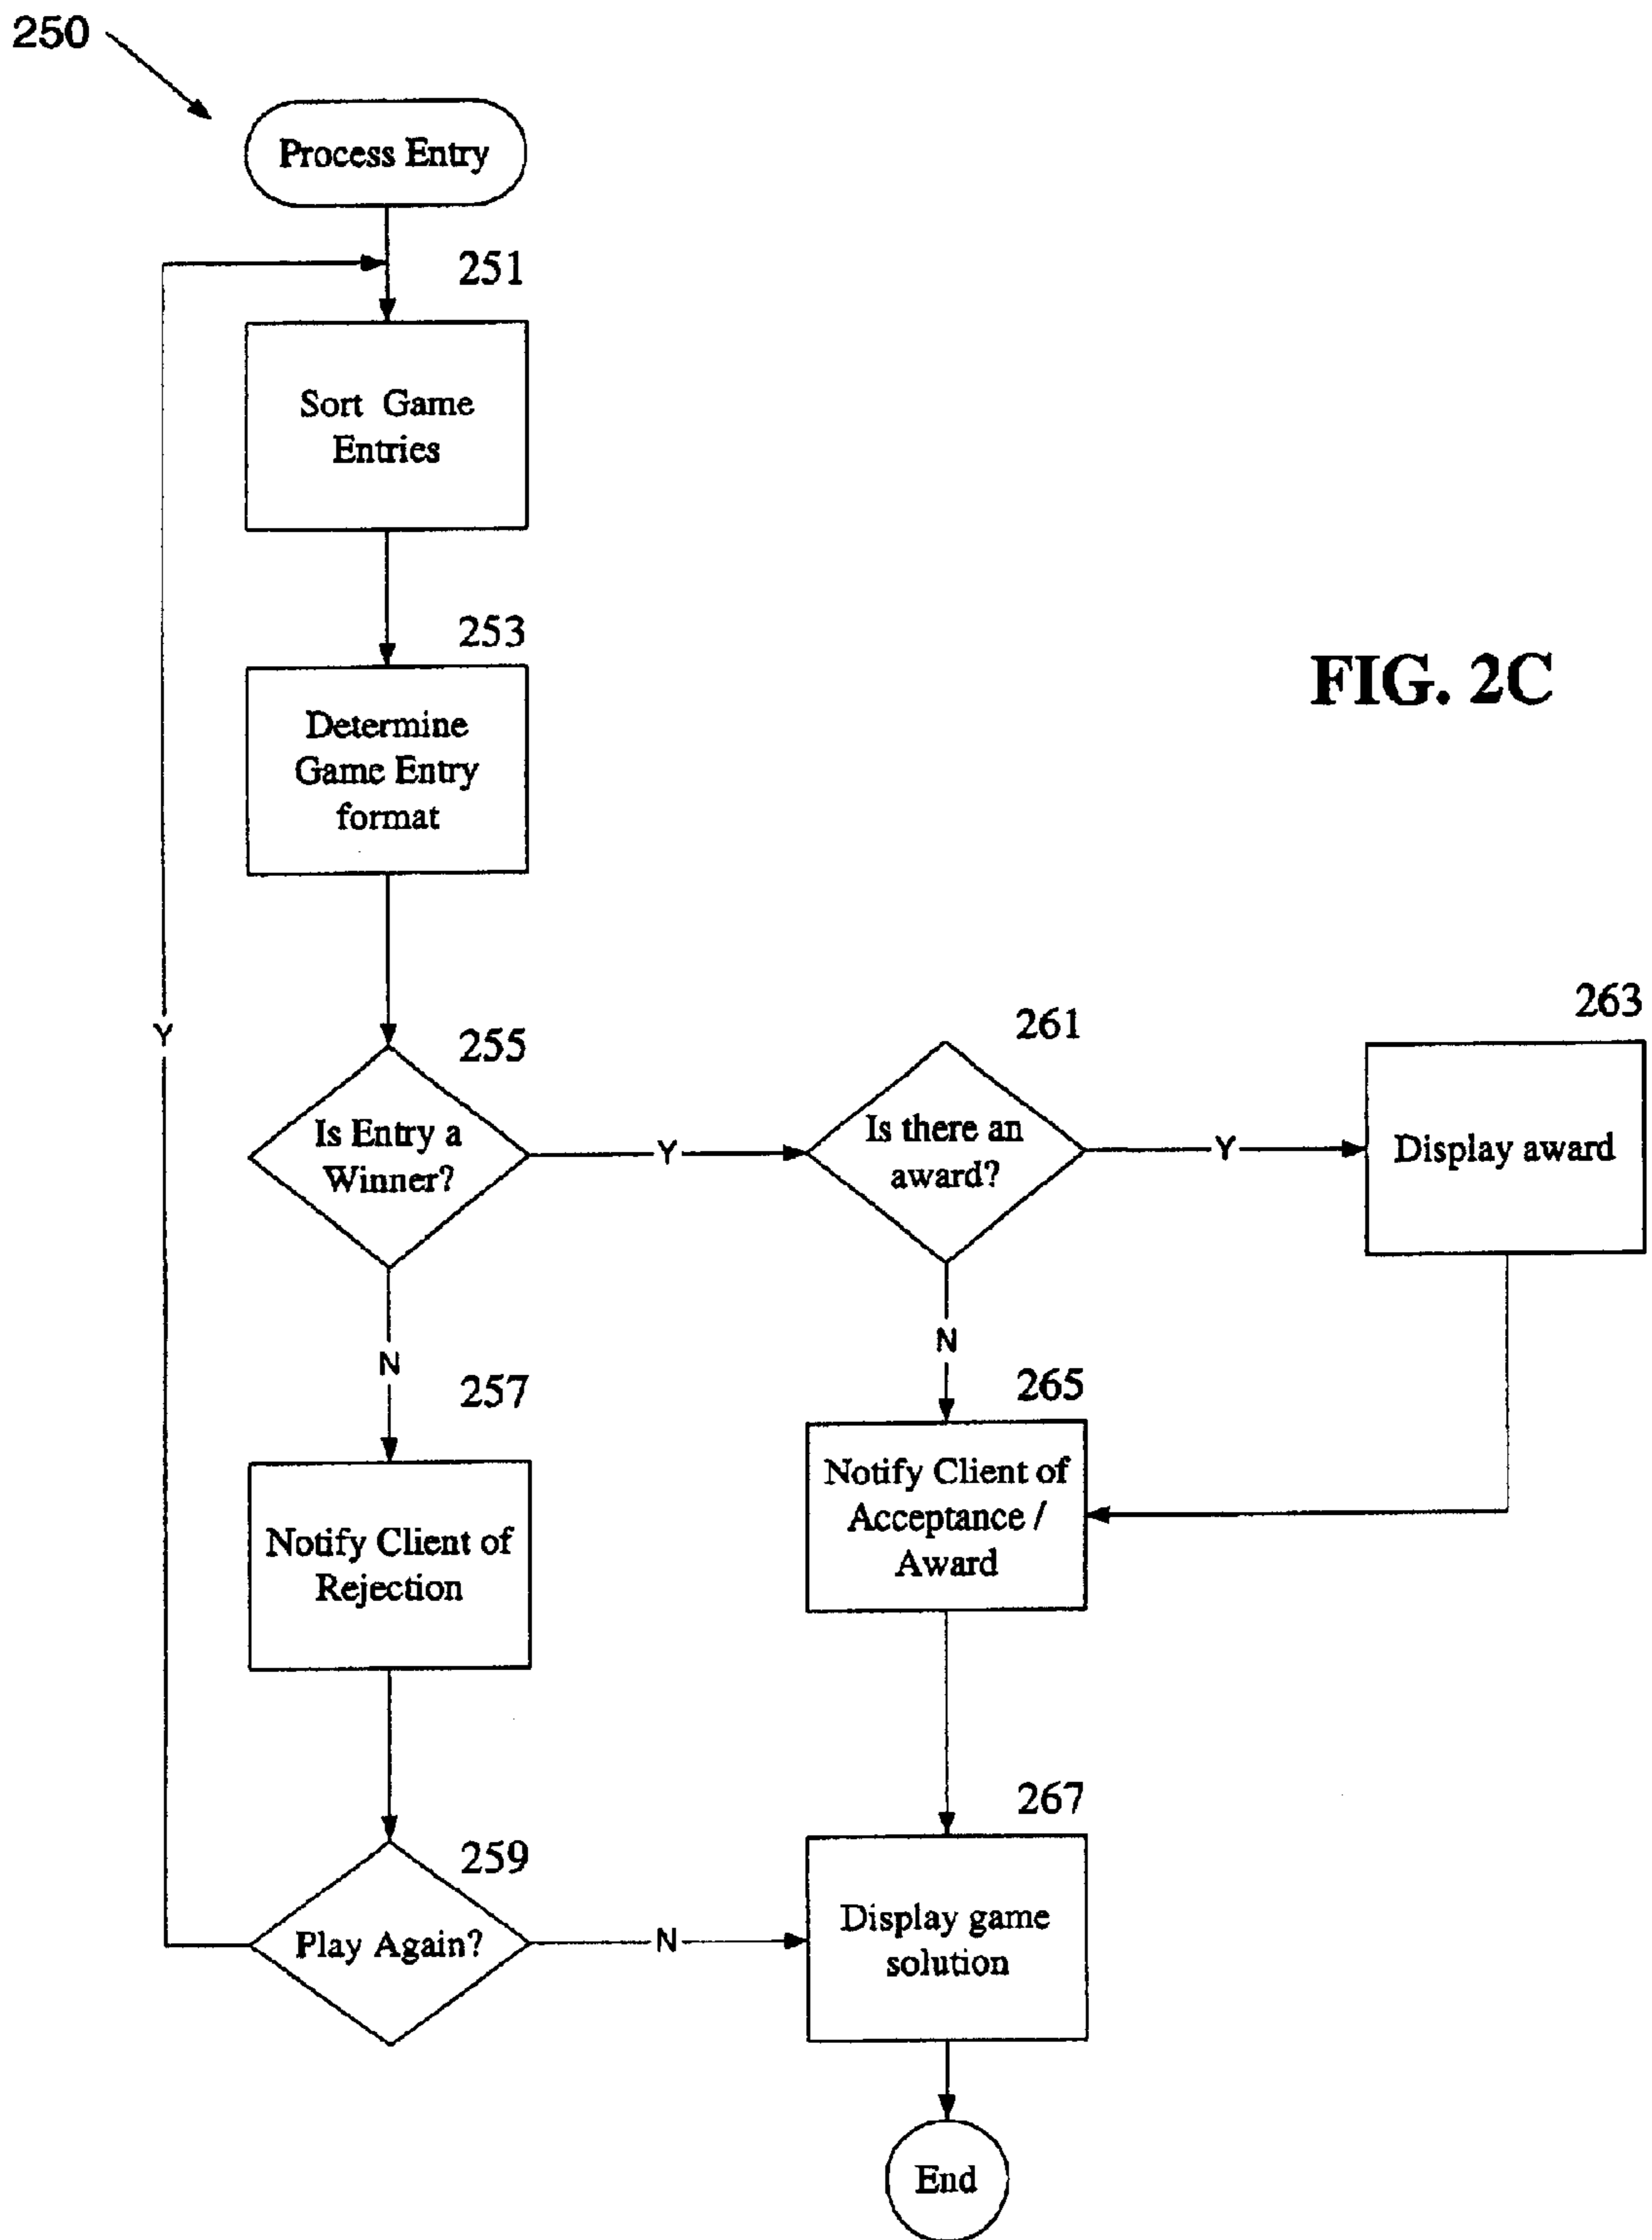 250
Process Entry
251
Sort Game
Entries
253
Determine
Game Entry
format
FIG. 2C
Y
255
Is Entry a
Winner?
Y
261
Is there an
award?
Y
263
Display award
N
257
Notify Client of
Rejection
N
265
Notify Client of
Acceptance /
Award
259
Play Again?
N
267
Display game
solution
End